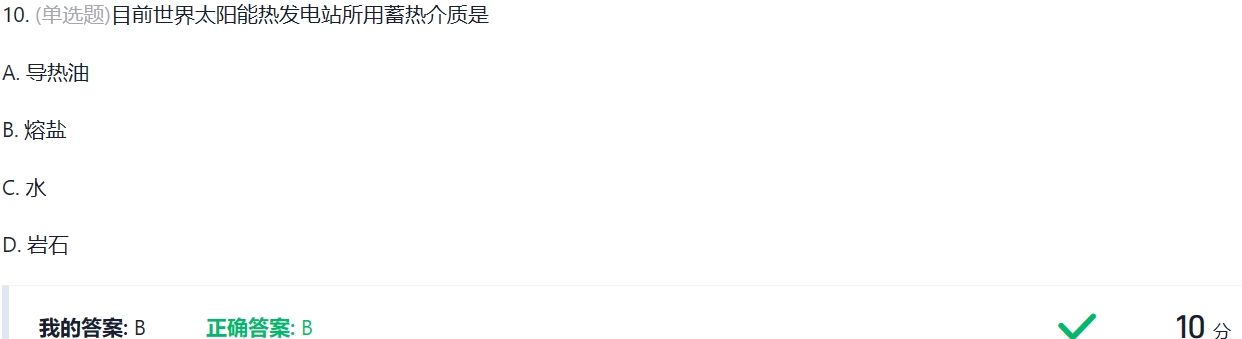 10. (单选题)目前世界太阳能热发电站所用蓄热介质是
A. 导热油
B. 熔盐
C. 水
D. 岩石
我的答案: B 正确答案: B 10 分